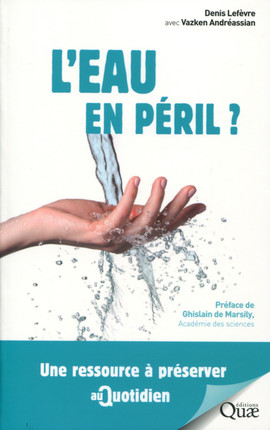 Denis Lefèvre
avec Vazken Andréassian
L'EAU
EN PÉRIL ?
Préface de
Ghislain de Marsily,
Académie des sciences
Une ressource à préserver
au Quotidien
éditions
Quæ